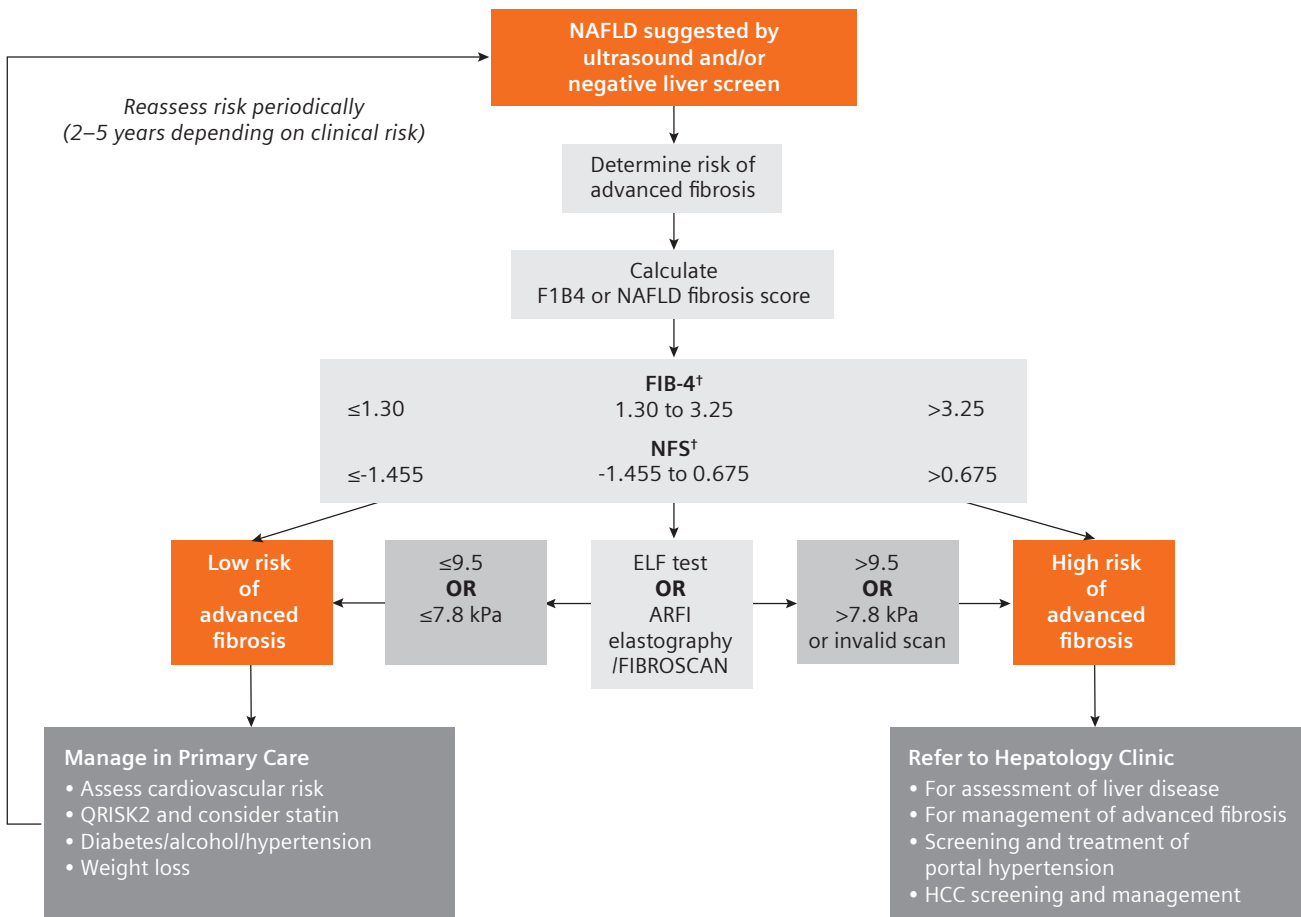 NAFLD suggested by
ultrasound and/or
negative liver screen
Reassess risk periodically
(2–5 years depending on clinical risk)
Determine risk of
advanced fibrosis
Calculate
F1B4 or NAFLD fibrosis score
FIB-4†
≤1.30 1.30 to 3.25 >3.25
NFS†
≤-1.455 -1.455 to 0.675 >0.675
Low risk
of
advanced
fibrosis
≤9.5
OR
≤7.8 kPa
ELF test
OR
ARFI
elastography
/FIBROSCAN
>9.5
OR
>7.8 kPa
or invalid scan
High risk
of
advanced
fibrosis
Manage in Primary Care
• Assess cardiovascular risk
• QRISK2 and consider statin
• Diabetes/alcohol/hypertension
• Weight loss
Refer to Hepatology Clinic
• For assessment of liver disease
• For management of advanced fibrosis
• Screening and treatment of
portal hypertension
• HCC screening and management